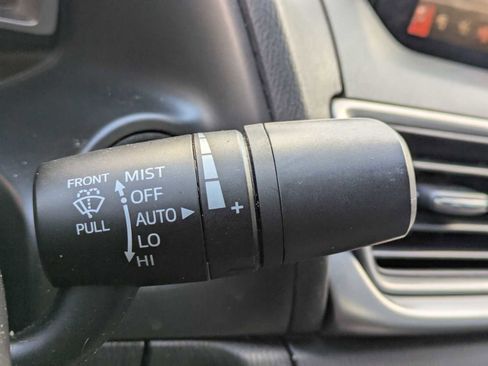 FRONT
PULL
MIST
OFF
AUTO
LO
HI
+